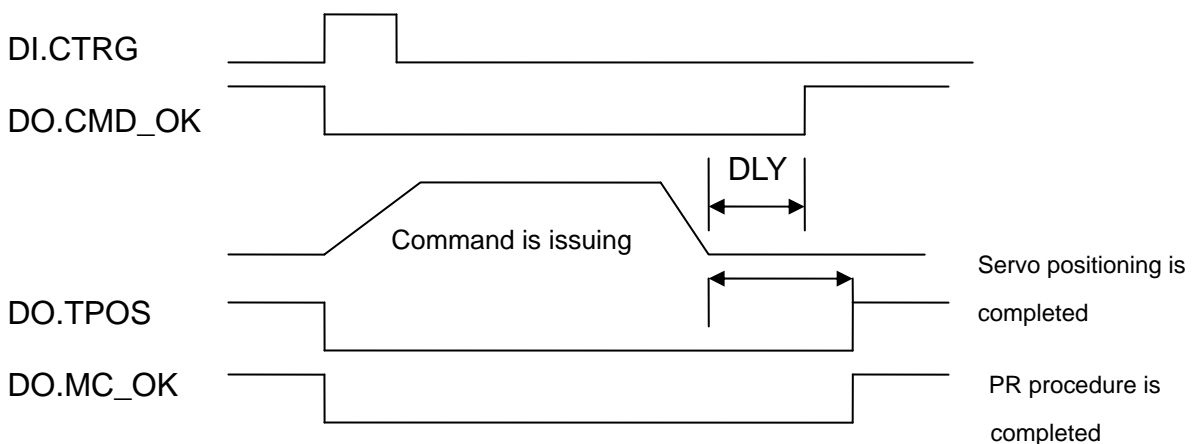 DI.CTRG
DO.CMD_OK
DLY
Command is issuing
Servo positioning is
completed
DO.TPOS
DO.MC_OK
PR procedure is
completed